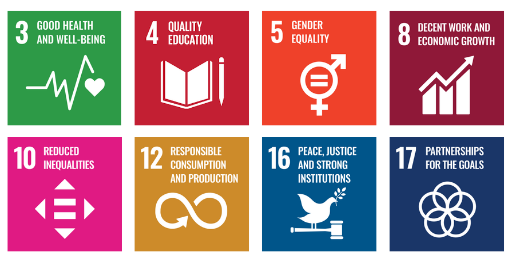 3 GOOD HEALTH
AND WELL-BEING
4 QUALITY
EDUCATION
5 GENDER
EQUALITY
8 DECENT WORK AND
ECONOMIC GROWTH
10 REDUCED
INEQUALITIES
12 RESPONSIBLE
CONSUMPTION
AND PRODUCTION
16 PEACE, JUSTICE
AND STRONG
INSTITUTIONS
17 PARTNERSHIPS
FOR THE GOALS